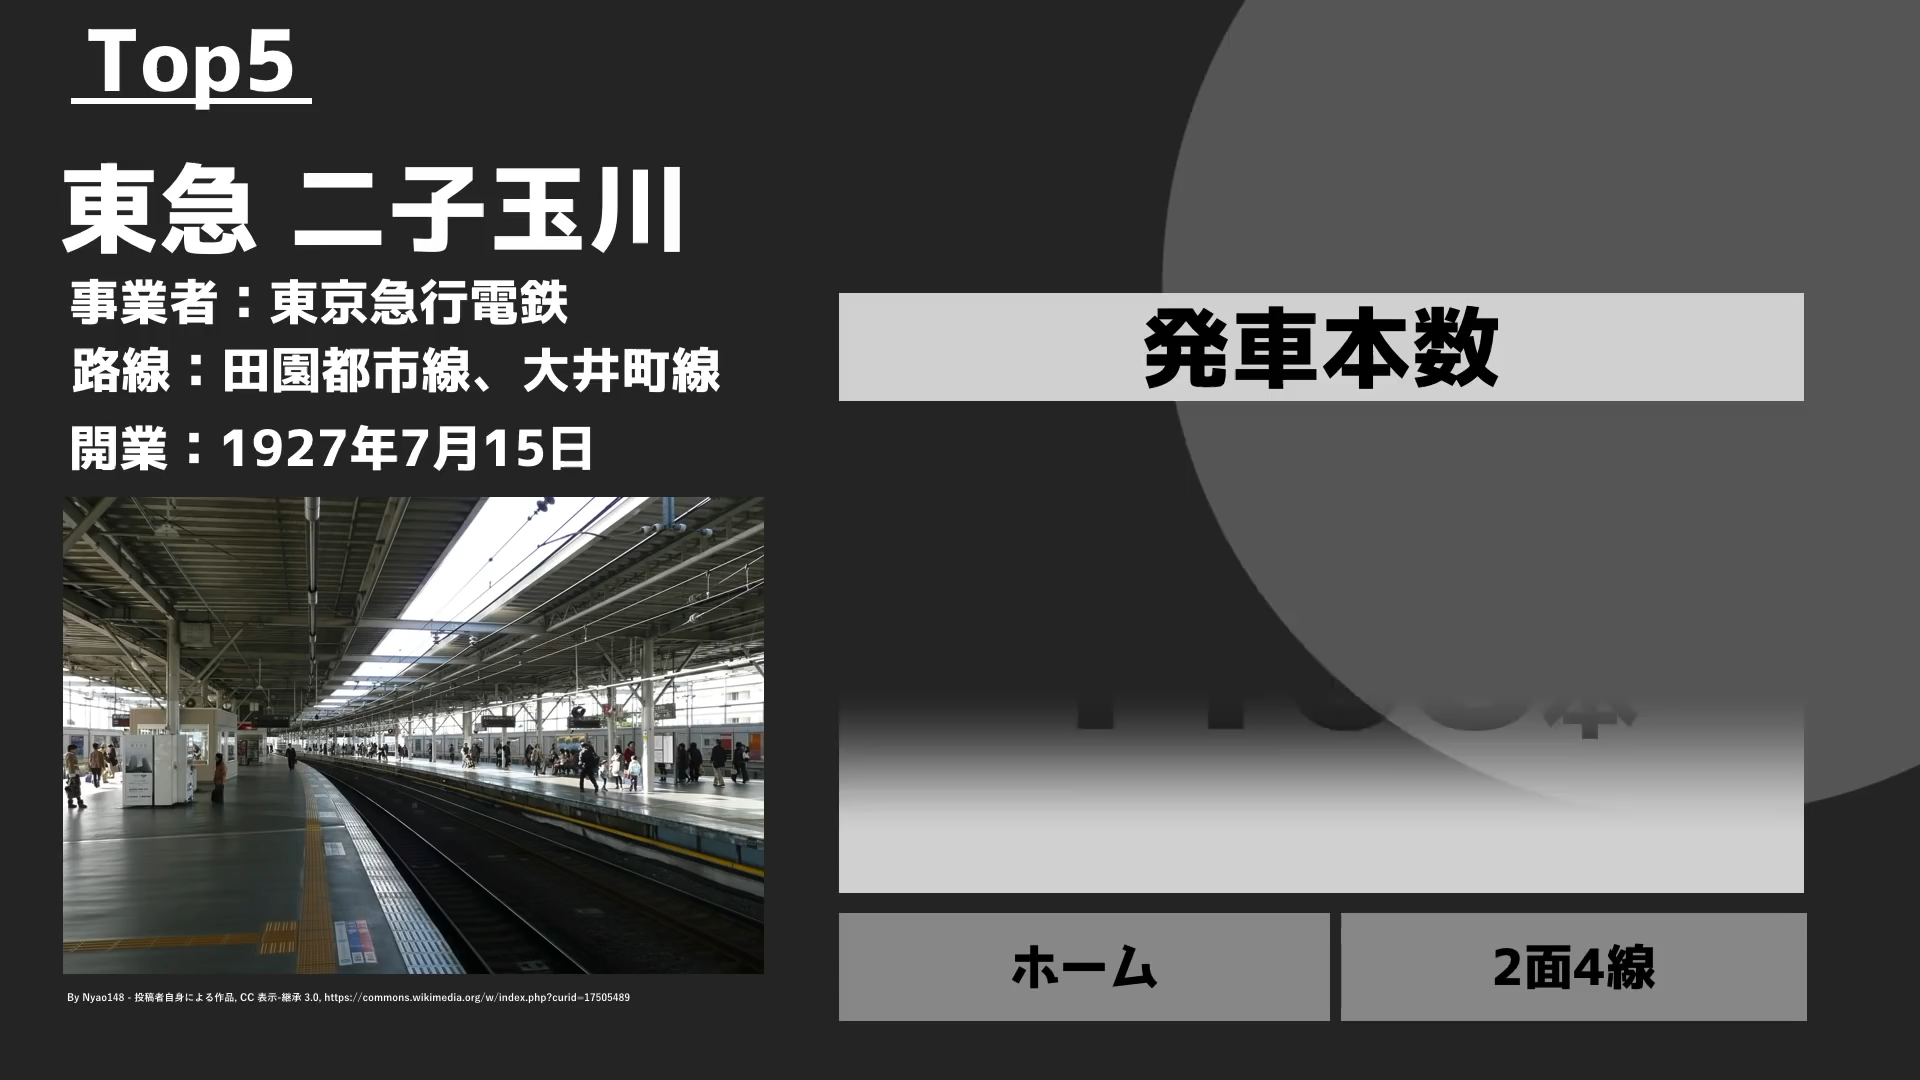 Top5
東急 二子玉川
事業者：東京急行電鉄
路線：田園都市線、大井町線
開業：1927年7月15日
発車本数
ホーム
2面4線
By Nyao148 - 投稿者自身による作品, CC 表示-継承 3.0, https://commons.wikimedia.org/w/index.php?curid=17505489